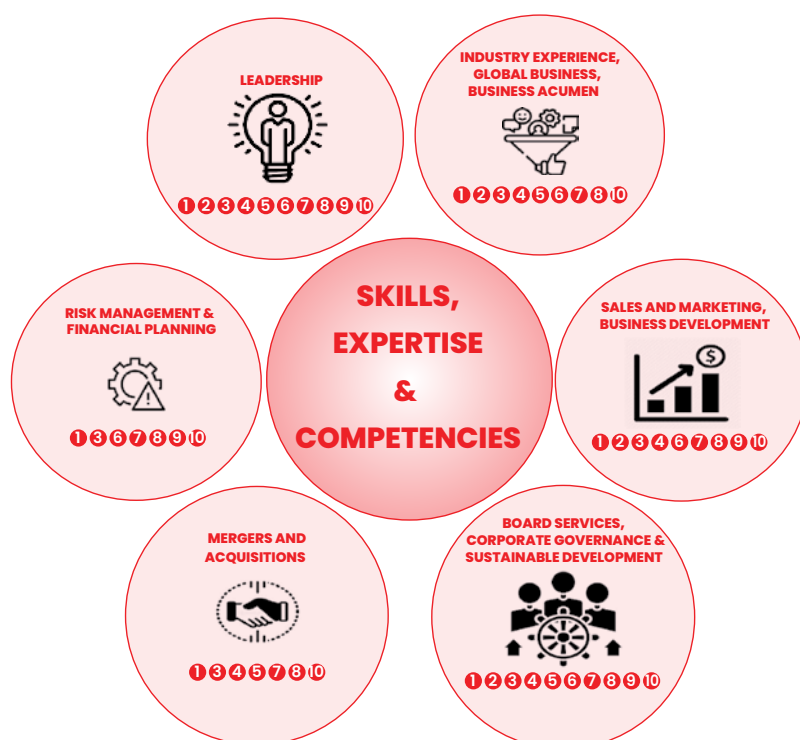 LEADERSHIP
1 2 3 4 5 6 7 8 9 10
INDUSTRY EXPERIENCE,
GLOBAL BUSINESS,
BUSINESS ACUMEN
1 2 3 4 5 6 7 8 10
RISK MANAGEMENT &
FINANCIAL PLANNING
1 3 6 7 8 9 10
SKILLS,
EXPERTISE
&
COMPETENCIES
SALES AND MARKETING,
BUSINESS DEVELOPMENT
$
1 2 3 4 6 7 8 9 10
MERGERS AND
ACQUISITIONS
1 3 4 5 7 8 10
BOARD SERVICES,
CORPORATE GOVERNANCE &
SUSTAINABLE DEVELOPMENT
1 2 3 4 5 6 7 8 9 10